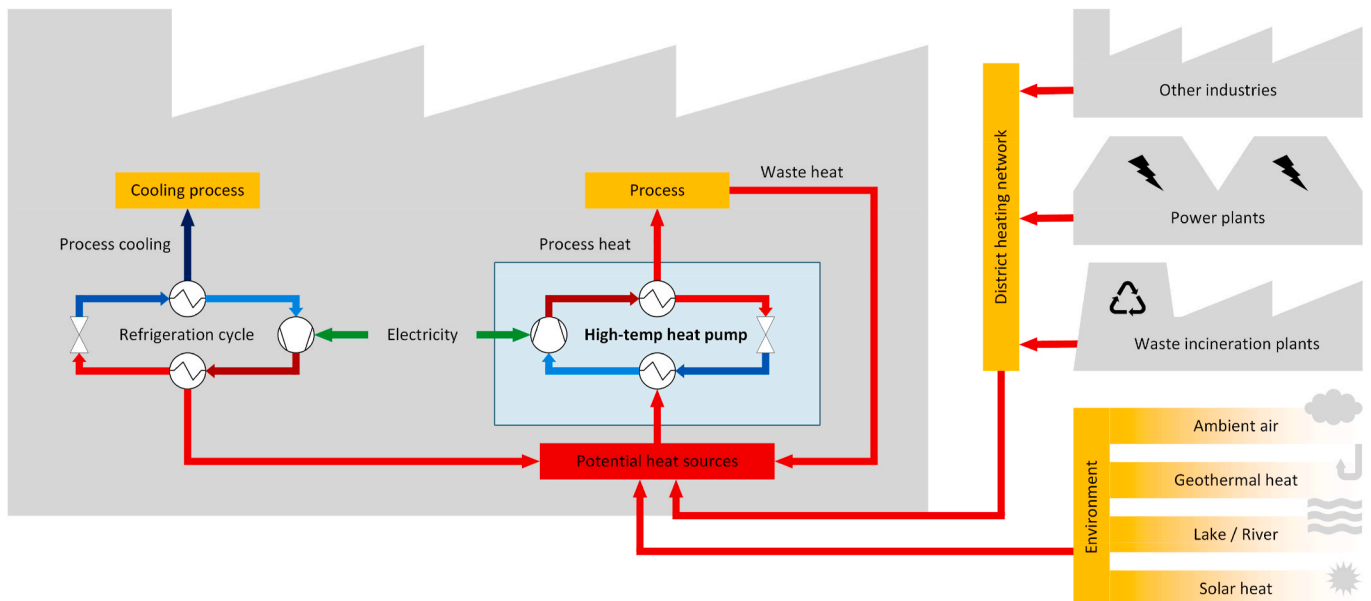 Cooling process
Process cooling
Refrigeration cycle
Electricity
Process
Waste heat
Process heat
High-temp heat pump
Potential heat sources
District heating network
Other industries
Power plants
Waste incineration plants
Environment
Ambient air
Geothermal heat
Lake / River
Solar heat